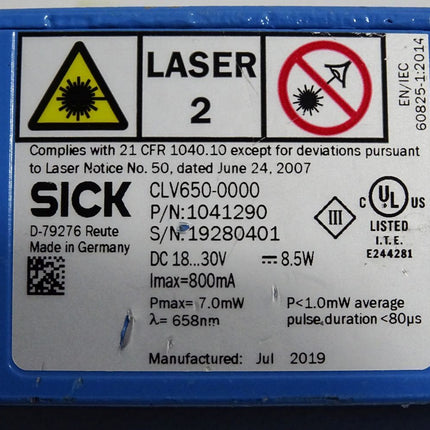 LASER
2
EN/IEC
60825-1:2014
Complies with 21 CFR 1040.10 except for deviations pursuant
to Laser Notice No. 50, dated June 24, 2007
SICK
D-79276 Reute
Made in Germany
CLV650-0000
P/N:1041290
S/N:19280401
DC 18...30V ⎓ 8.5W
Imax=800mA
Pmax= 7.0mW
λ= 658nm
P<1.0mW average
pulse,duration <80µs
Manufactured: Jul 2019
III
C UL US
LISTED
I.T.E.
E244281